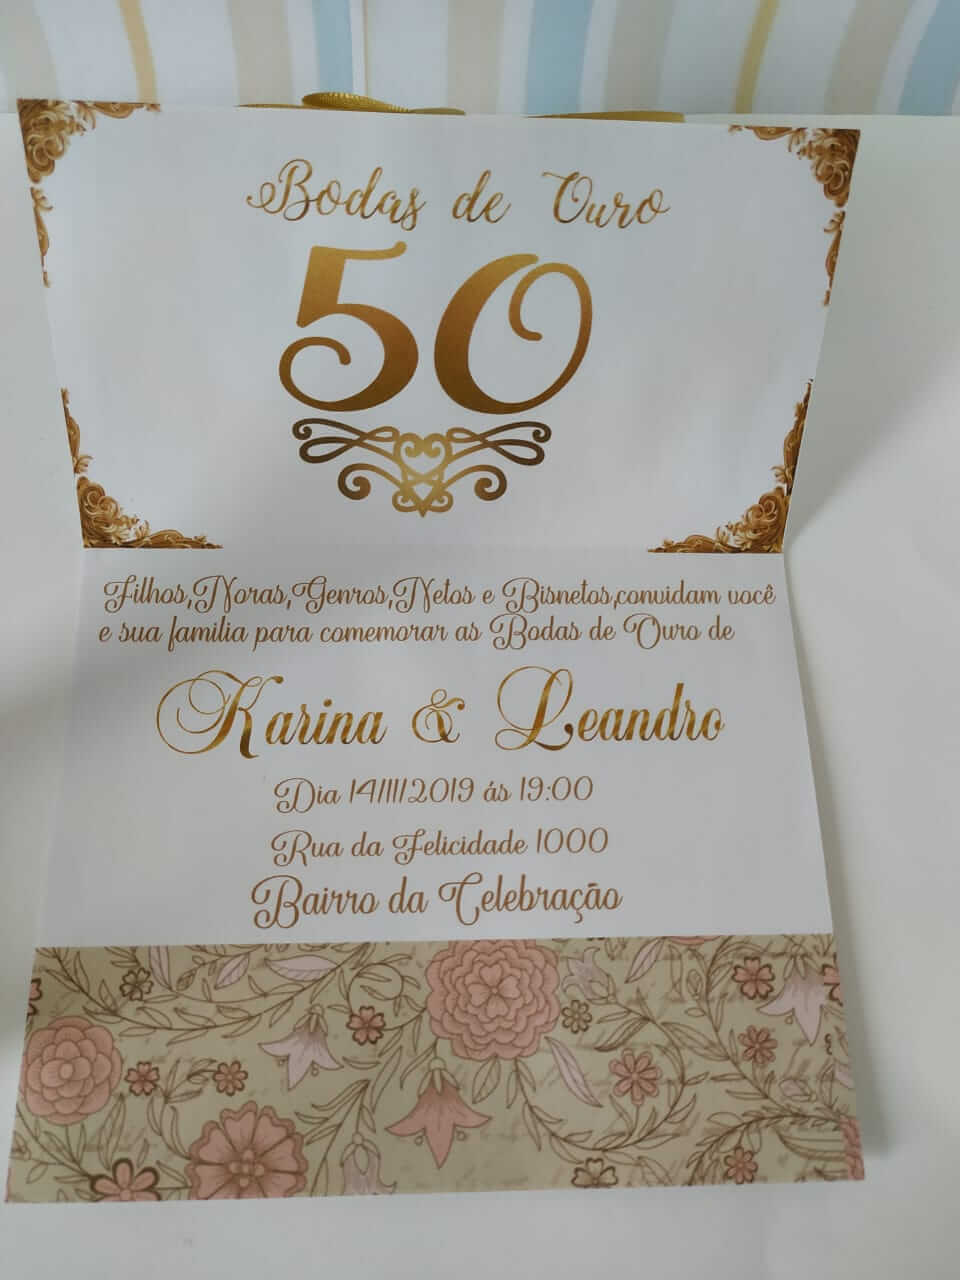 Bodas de Ouro
50
Filhos,Noras,Genros,Netos e Bisnetos,convidam você
e sua familia para comemorar as Bodas de Ouro de
Karina & Leandro
Dia 14/11/2019 ás 19:00
Rua da Felicidade 1000
Bairro da Celebração